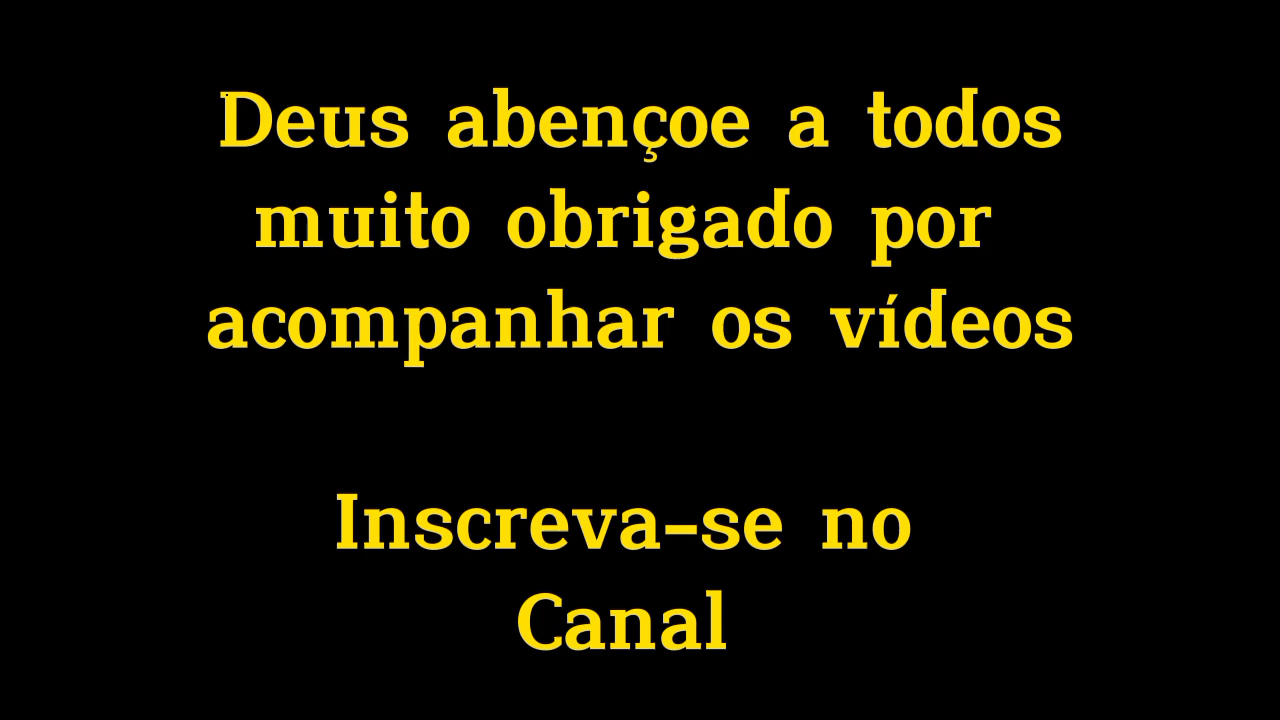 Deus abençoe a todos
muito obrigado por
acompanhar os vídeos
Inscreva-se no
Canal